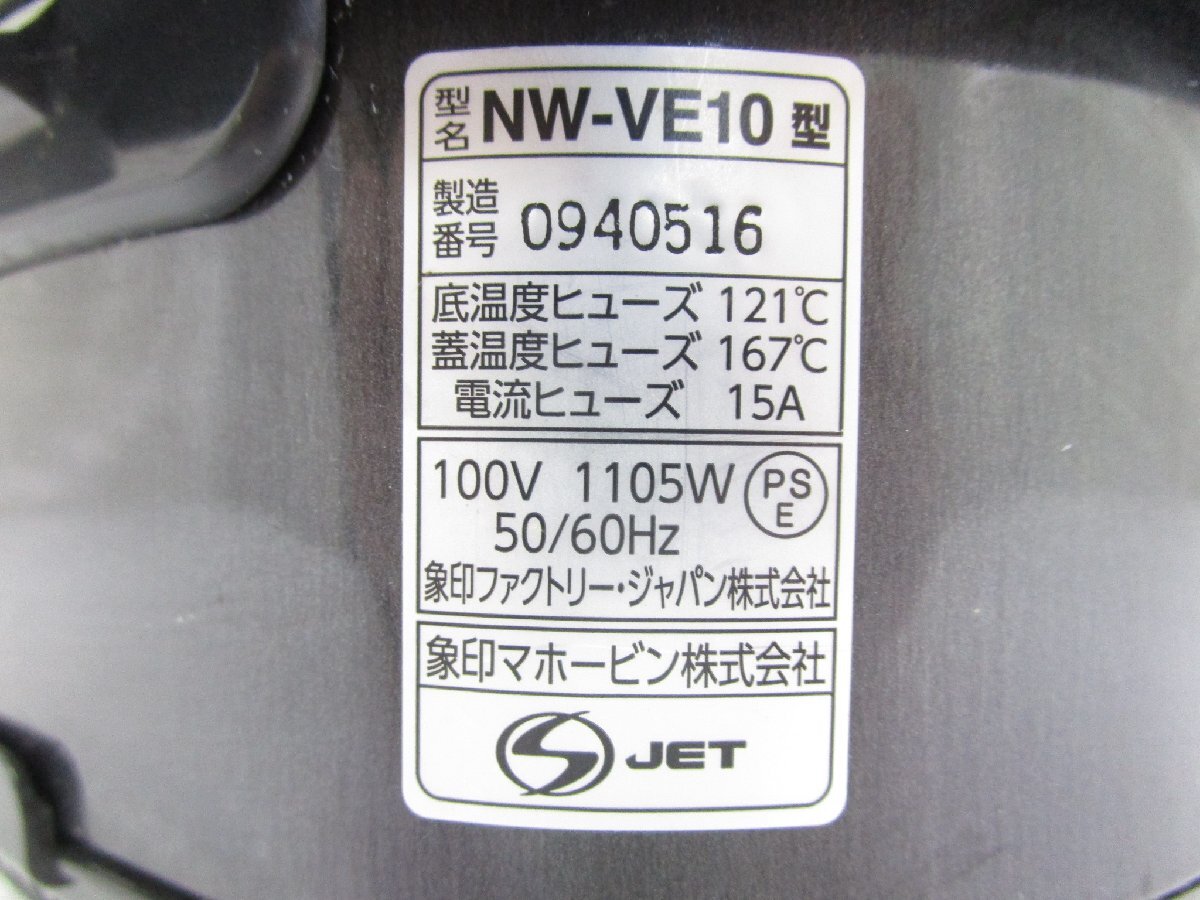 型名 NW-VE10 型
製造番号 0940516
底温度ヒューズ 121℃
蓋温度ヒューズ 167℃
電流ヒューズ 15A
100V 1105W PSE
50/60Hz
象印ファクトリー・ジャパン株式会社
象印マホービン株式会社
S JET